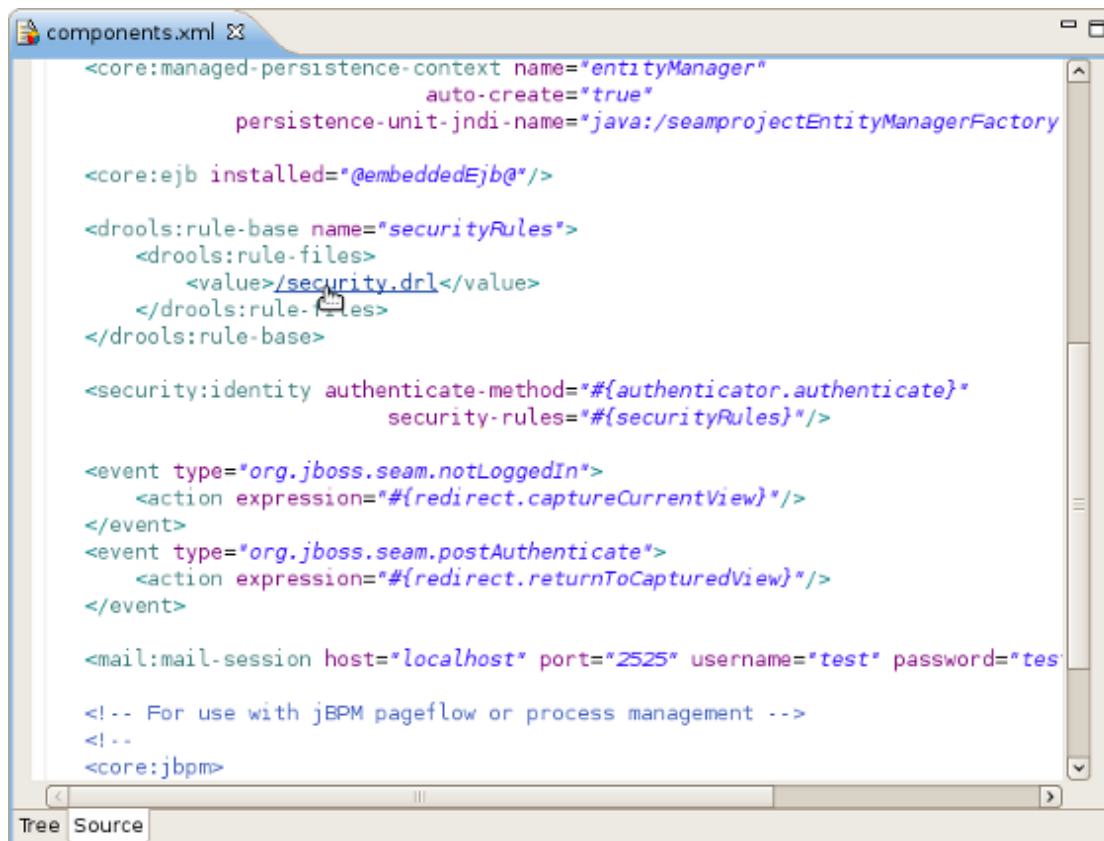 components.xml
<core:managed-persistence-context name="entityManager"
auto-create="true"
persistence-unit-jndi-name="java:/seamprojectEntityManagerFactory
<core:ejb installed="@embeddedEjb@"/>
<drools:rule-base name="securityRules">
<drools:rule-files>
<value>/security.drl</value>
</drools:rule-files>
</drools:rule-base>
<security:identity authenticate-method="#{authenticator.authenticate}"
security-rules="#{securityRules}"/>
<event type="org.jboss.seam.notLoggedIn">
<action expression="#{redirect.captureCurrentView}"/>
</event>
<event type="org.jboss.seam.postAuthenticate">
<action expression="#{redirect.returnToCapturedView}"/>
</event>
<mail:mail-session host="localhost" port="2525" username="test" password="tes
<!-- For use with jBPM pageflow or process management -->
<!--
<core:jbpm>
Tree Source